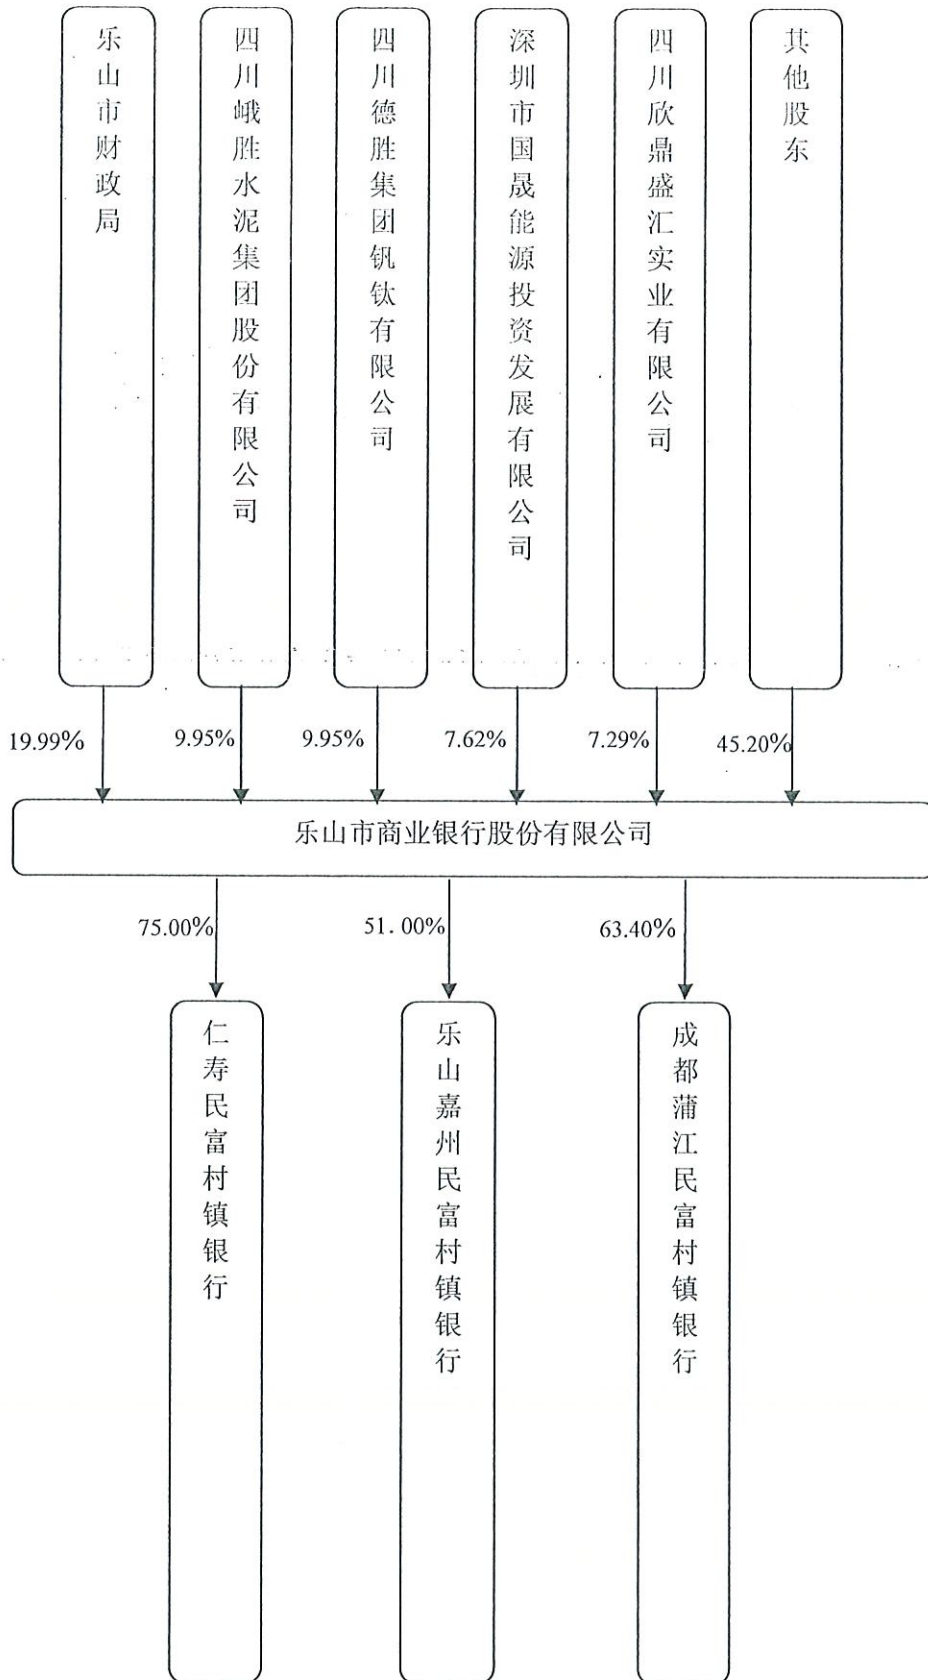 乐山市财政局
四川峨胜水泥集团股份有限公司
四川德胜集团钒钛有限公司
深圳市国晟能源投资发展有限公司
四川欣鼎盛汇实业有限公司
其他股东
19.99%
9.95%
9.95%
7.62%
7.29%
45.20%
乐山市商业银行股份有限公司
75.00%
51.00%
63.40%
仁寿民富村镇银行
乐山嘉州民富村镇银行
成都蒲江民富村镇银行